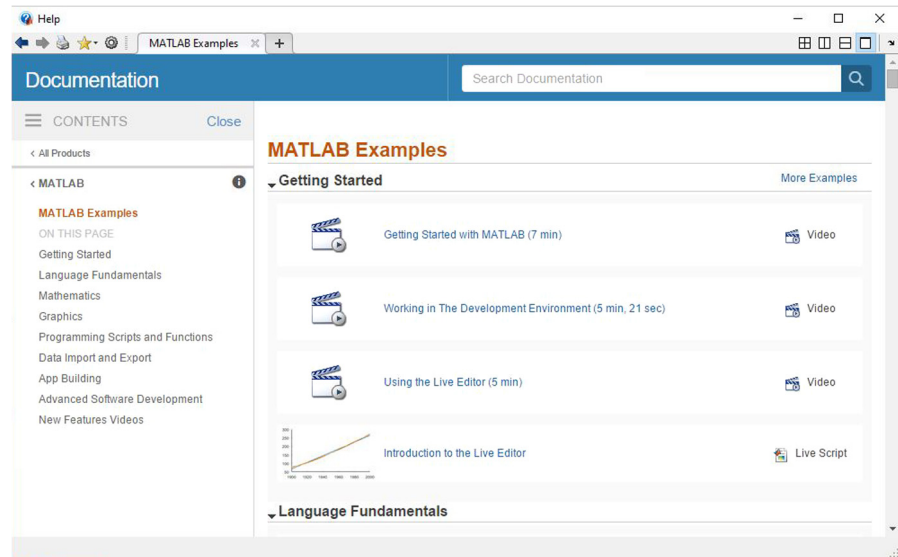 Help
MATLAB Examples
Documentation
Search Documentation
CONTENTS
Close
< All Products
< MATLAB
MATLAB Examples
ON THIS PAGE
Getting Started
Language Fundamentals
Mathematics
Graphics
Programming Scripts and Functions
Data Import and Export
App Building
Advanced Software Development
New Features Videos
MATLAB Examples
Getting Started
More Examples
Getting Started with MATLAB (7 min)
Video
Working in The Development Environment (5 min, 21 sec)
Video
Using the Live Editor (5 min)
Video
Introduction to the Live Editor
Live Script
Language Fundamentals